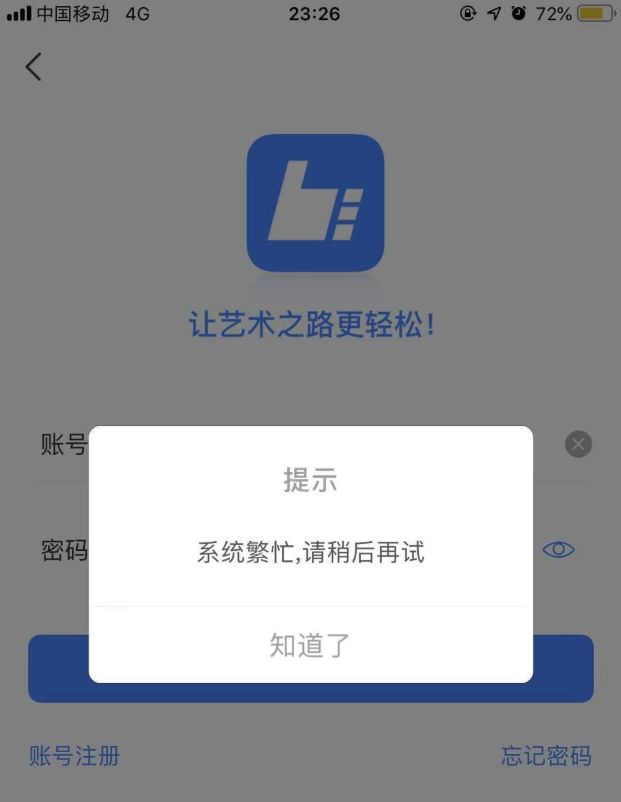 中国移动 4G 23:26 72%
让艺术之路更轻松!
账号
提示
密码
系统繁忙,请稍后再试
知道了
账号注册 忘记密码